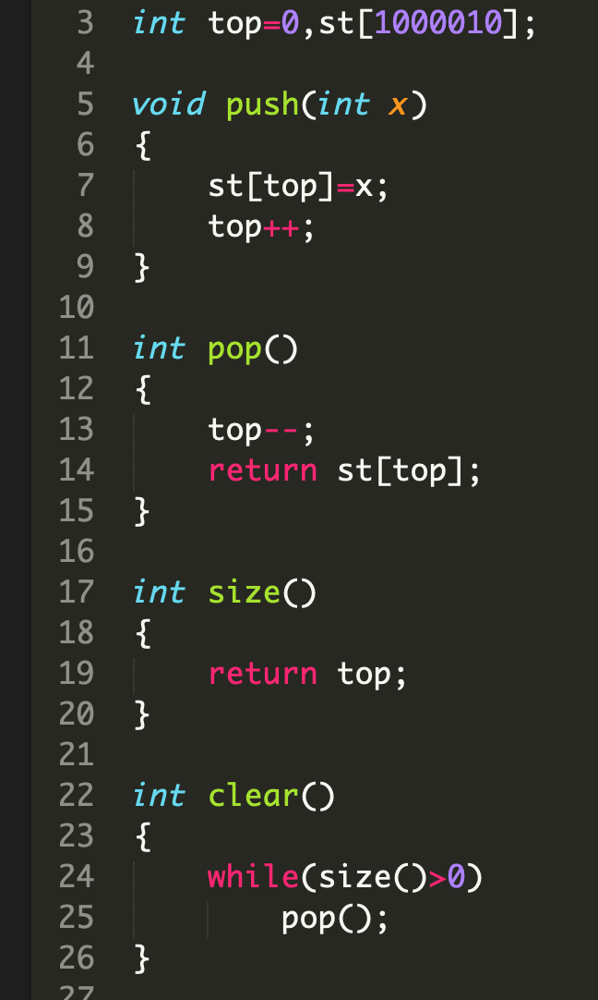 3 int top=0,st[1000010];
4
5 void push(int x)
6 {
7 st[top]=x;
8 top++;
9 }
10
11 int pop()
12 {
13 top--;
14 return st[top];
15 }
16
17 int size()
18 {
19 return top;
20 }
21
22 int clear()
23 {
24 while(size()>0)
25 pop();
26 }
27